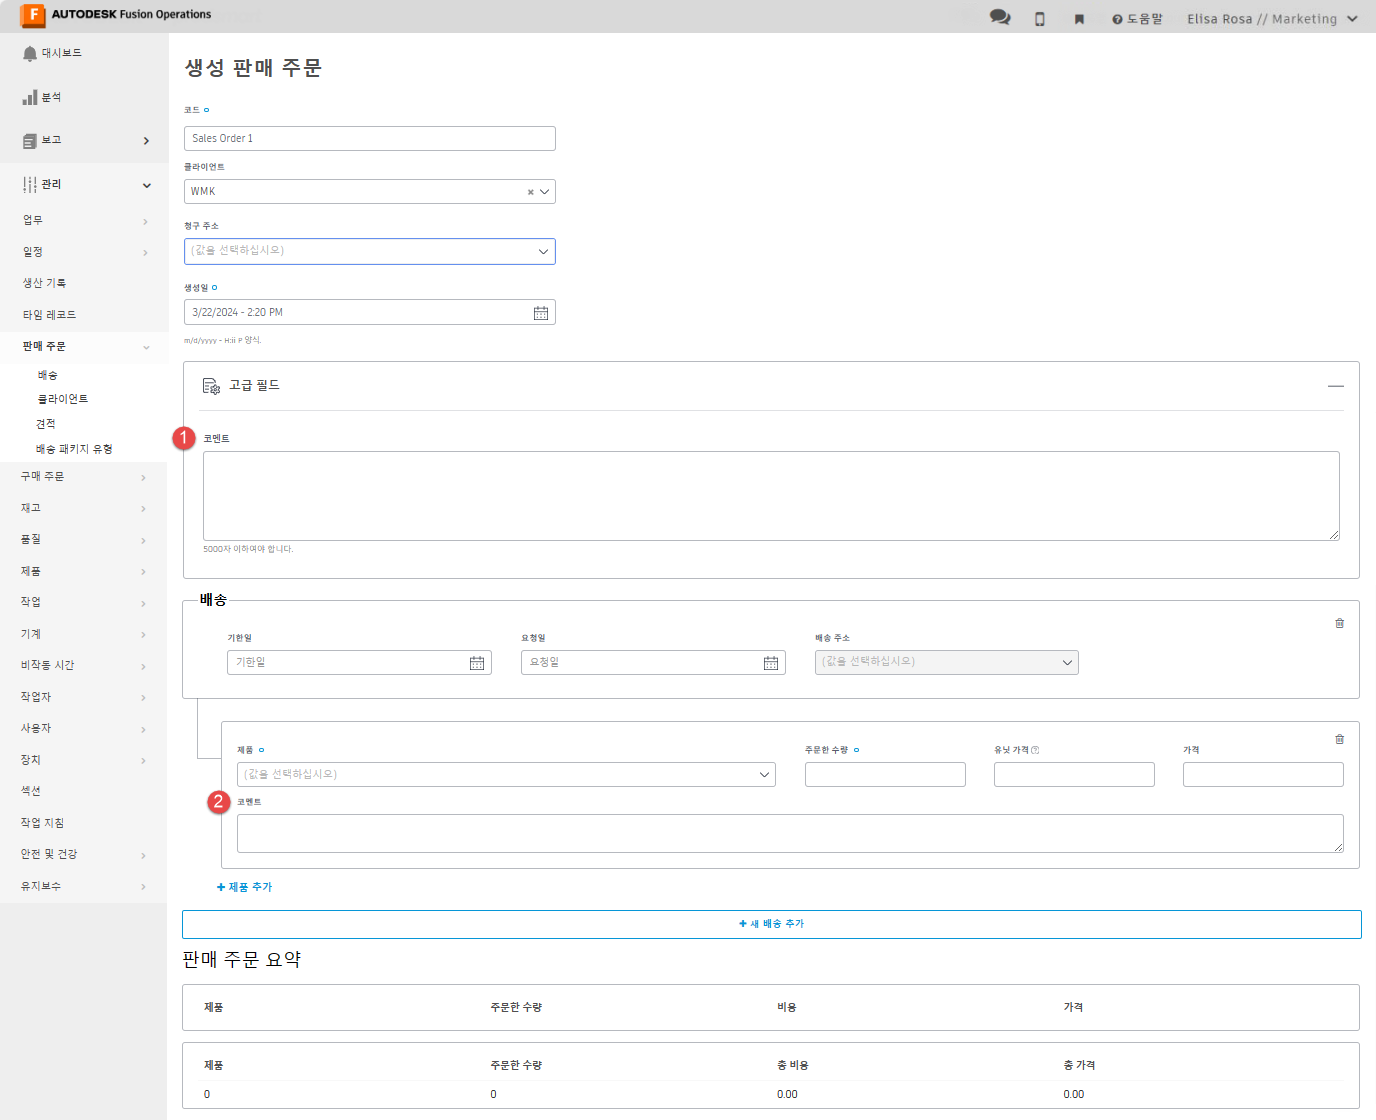 F AUTODESK Fusion Operations
도움말 Elisa Rosa // Marketing
대시보드
분석
보고
관리
업무
일정
생산 기록
타임 레코드
판매 주문
배송
클라이언트
견적
배송 패키지 유형
구매 주문
재고
품질
제품
작업
기계
비작동 시간
작업자
사용자
장치
섹션
작업 지침
안전 및 건강
유지보수
생성 판매 주문
코드
Sales Order 1
클라이언트
WMK
청구 주소
(값을 선택하십시오)
생성일
3/22/2024 - 2:20 PM
m/d/yyyy - H:ii P 양식.
고급 필드
1 코멘트
5000자 이하여야 합니다.
배송
기한일 요청일 배송 주소
기한일 요청일 (값을 선택하십시오)
제품 주문한 수량 유닛 가격 ? 가격
(값을 선택하십시오)
2 코멘트
+ 제품 추가
+ 새 배송 추가
판매 주문 요약
제품 주문한 수량 비용 가격
제품 주문한 수량 총 비용 총 가격
0 0 0.00 0.00